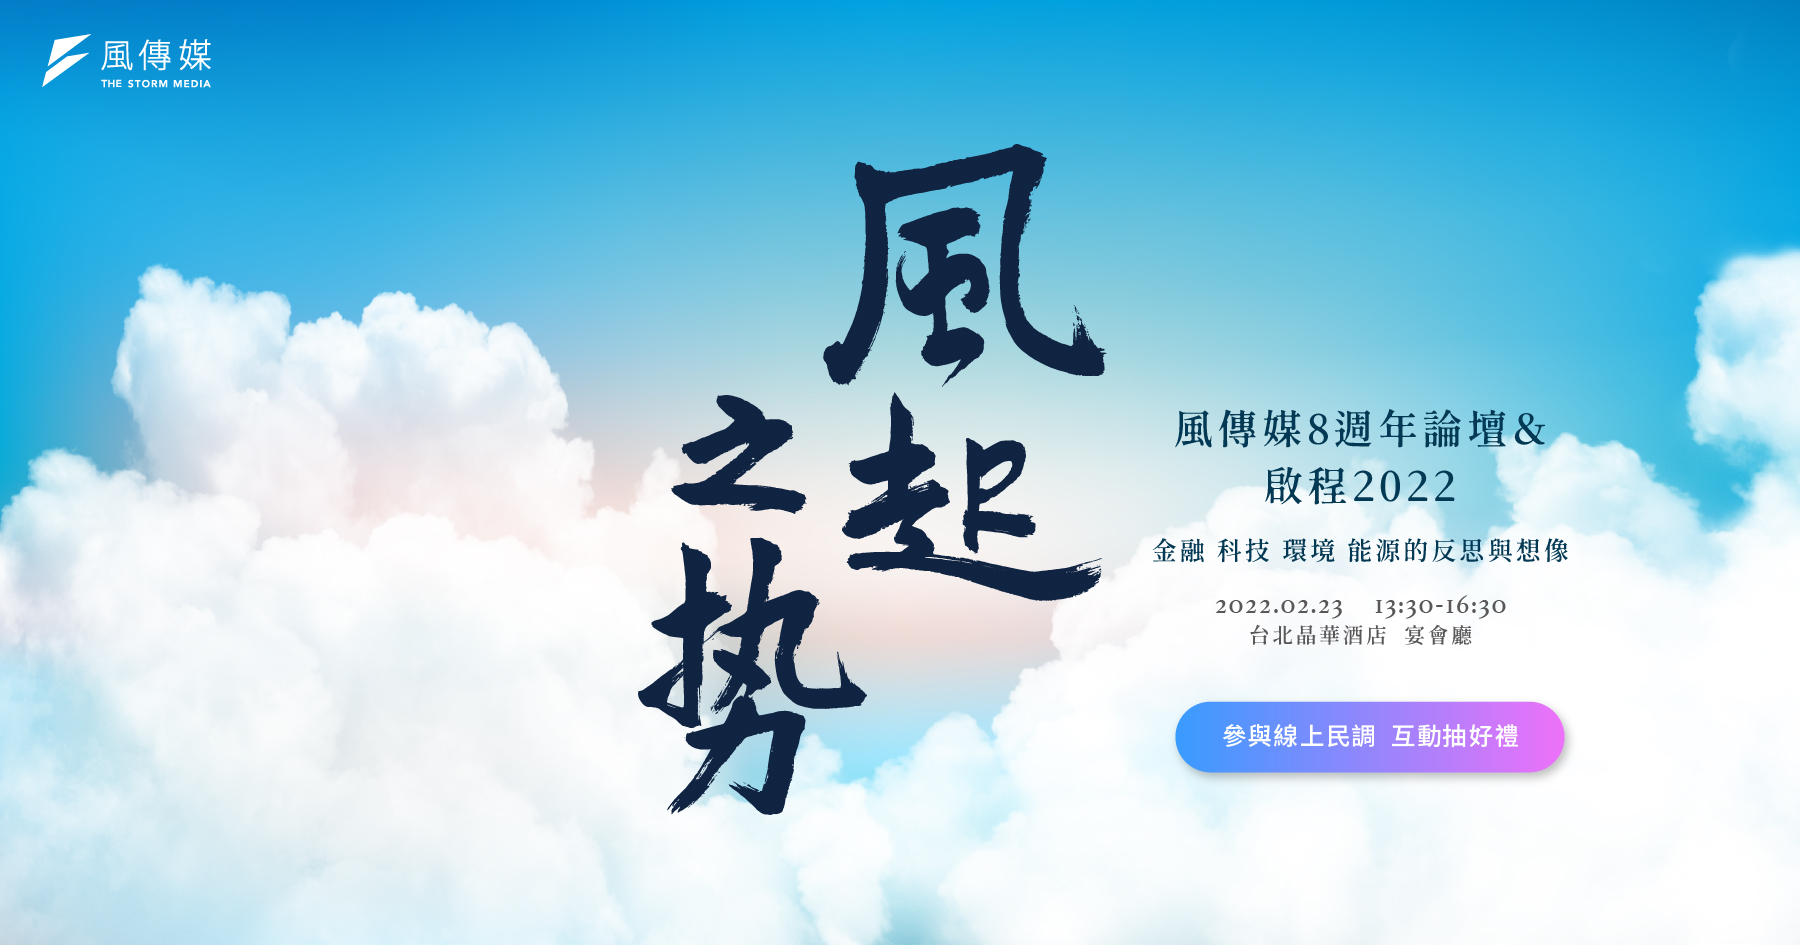 風傳媒
THE STORM MEDIA
風起
之势
風傳媒8週年論壇&
啟程2022
金融 科技 環境 能源的反思與想像
2022.02.23 13:30-16:30
台北晶華酒店 宴會廳
參與線上民調 互動抽好禮